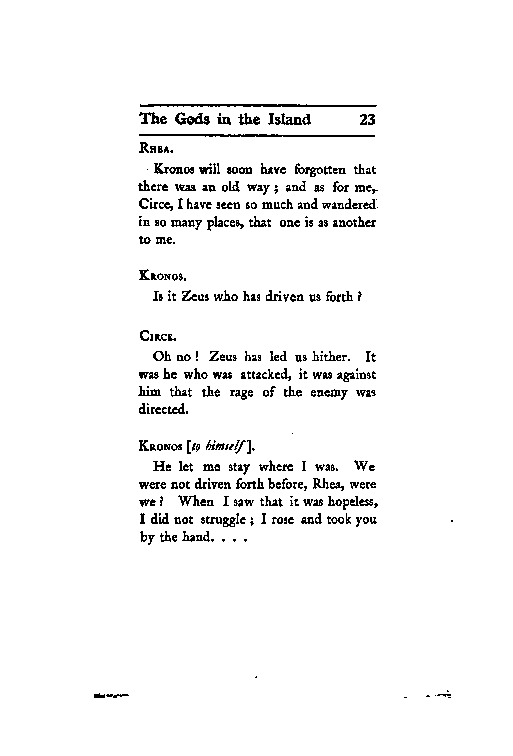 The Gods in the Island 23
RHEA.
Kronos will soon have forgotten that
there was an old way ; and as for me,
Circe, I have seen so much and wandered
in so many places, that one is as another
to me.
KRONOS.
Is it Zeus who has driven us forth ?
CIRCE.
Oh no ! Zeus has led us hither. It
was he who was attacked, it was against
him that the rage of the enemy was
directed.
KRONOS [to himself].
He let me stay where I was. We
were not driven forth before, Rhea, were
we ? When I saw that it was hopeless,
I did not struggle ; I rose and took you
by the hand. . . .